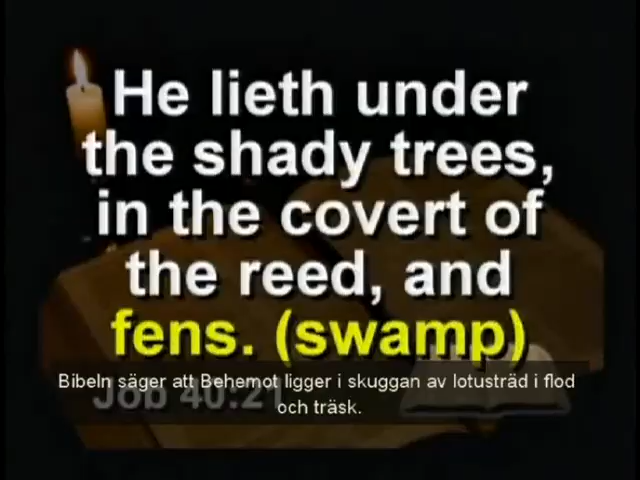 He lieth under
the shady trees,
in the covert of
the reed, and
fens. (swamp)
Bibeln säger att Behemot ligger i skuggan av lotusträd i flod
och träsk.
Job 40:21